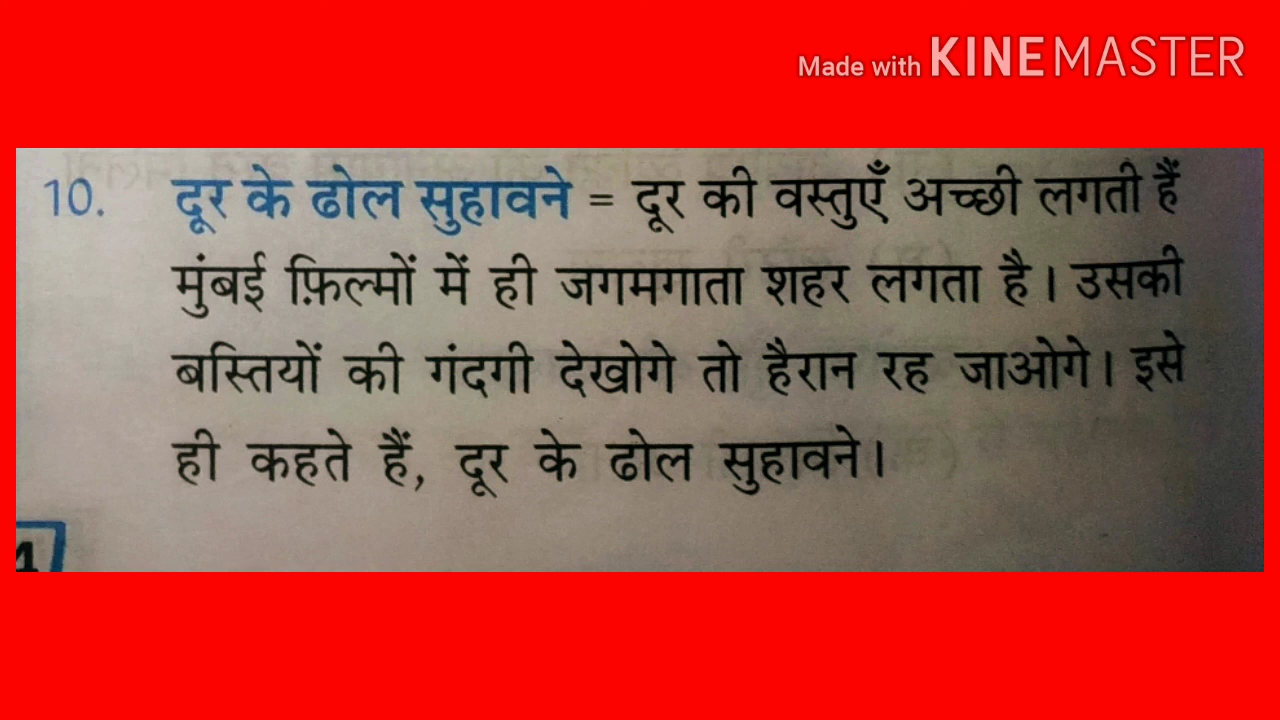 Made with KINEMASTER
10. दूर के ढोल सुहावने = दूर की वस्तुएँ अच्छी लगती हैं
मुंबई फ़िल्मों में ही जगमगाता शहर लगता है। उसकी
बस्तियों की गंदगी देखोगे तो हैरान रह जाओगे। इसे
ही कहते हैं, दूर के ढोल सुहावने।